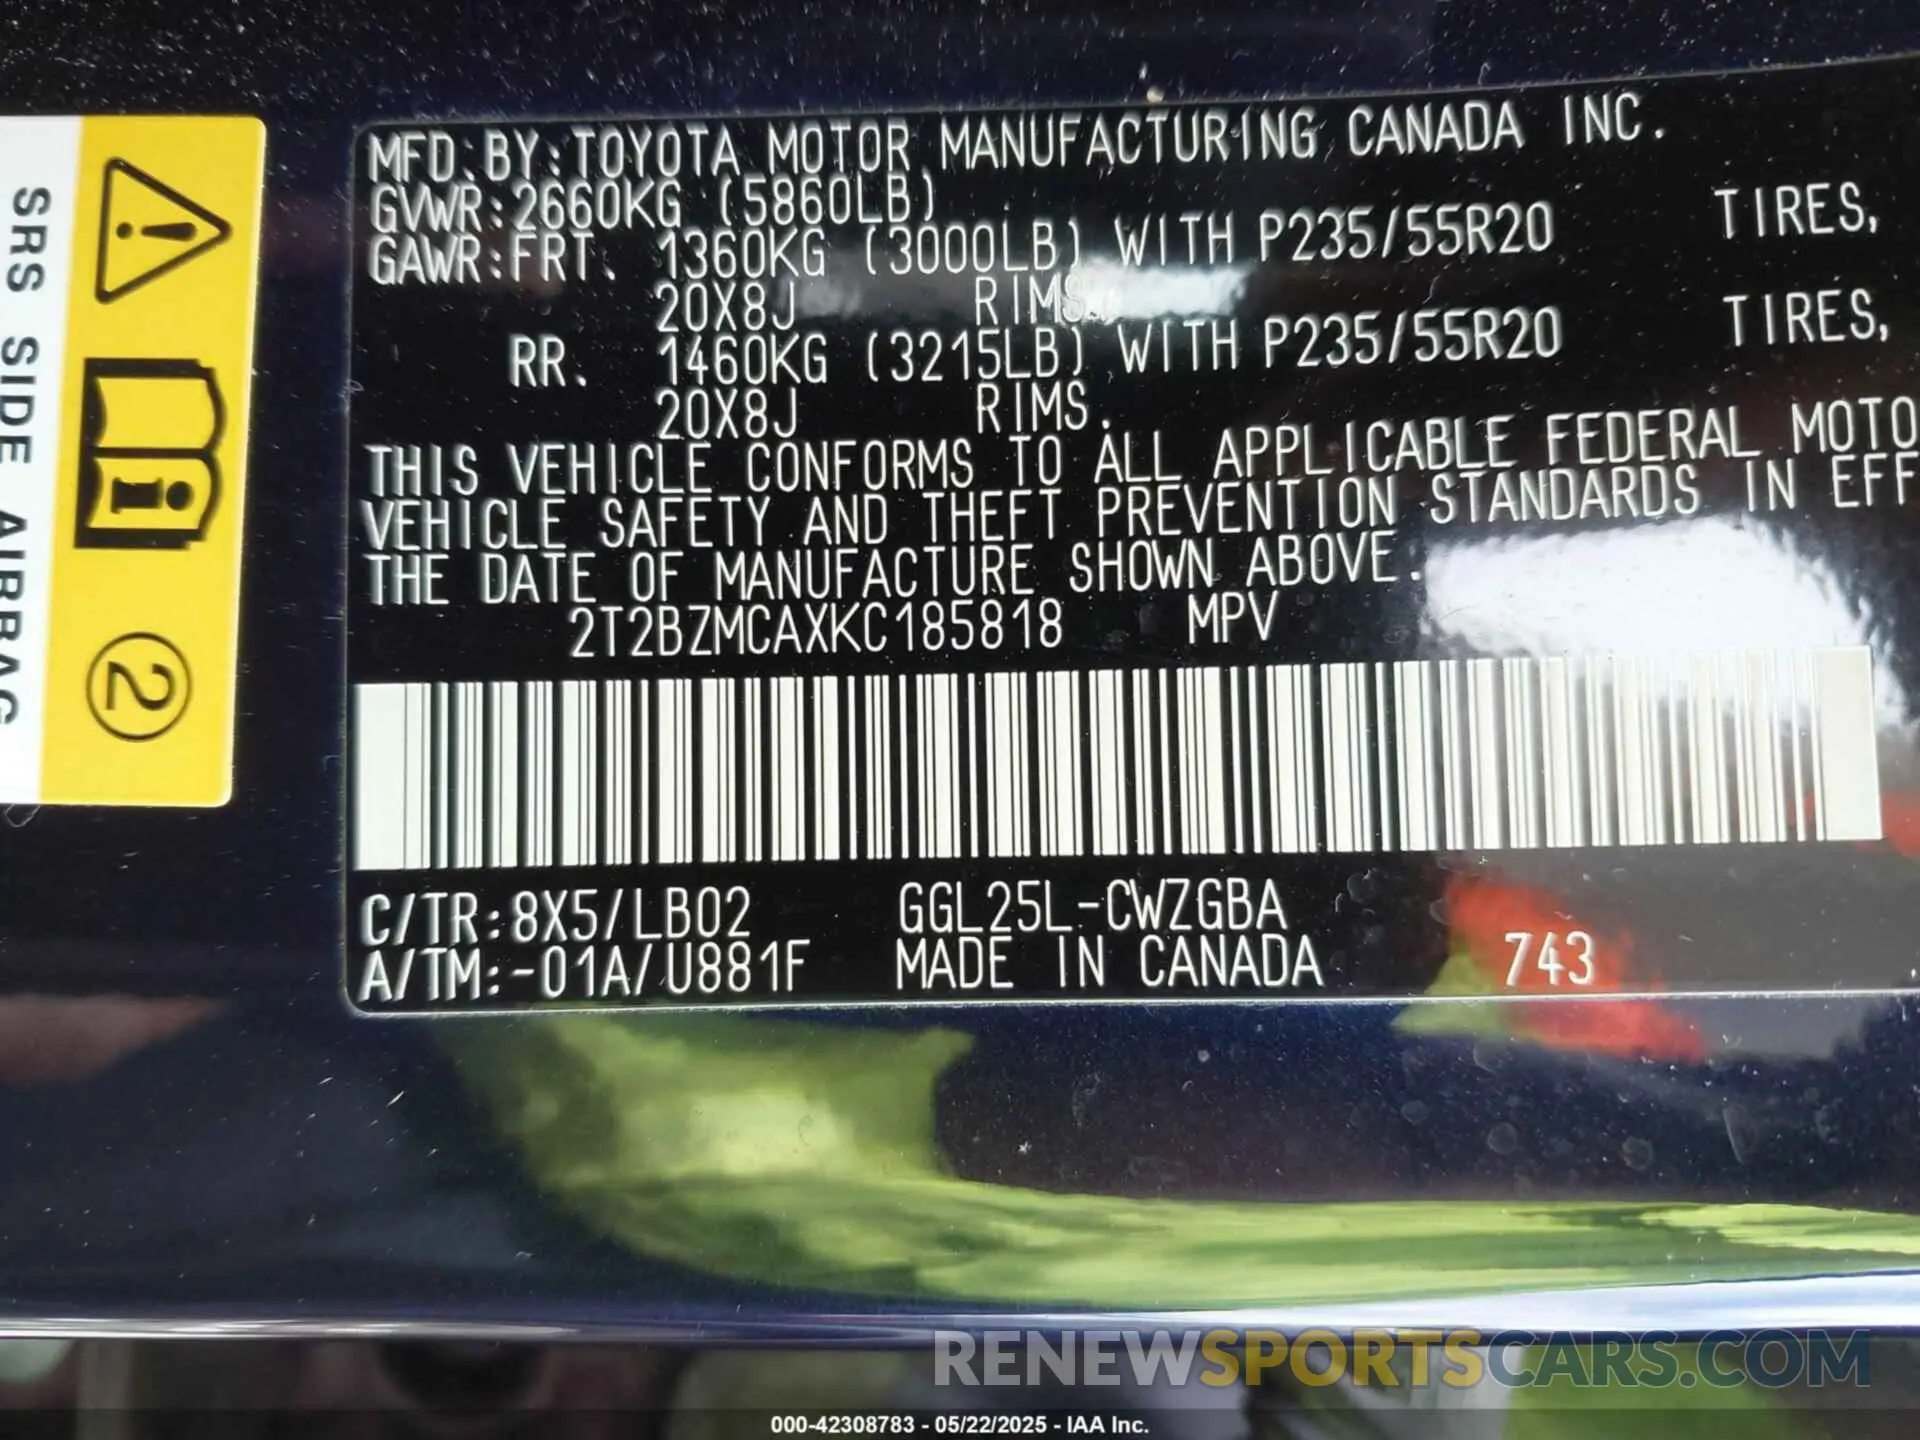 MFD. BY: TOYOTA MOTOR MANUFACTURING CANADA INC.
GVWR: 2660KG (5860LB)
GAWR: FRT. 1360KG (3000LB) WITH P235/55R20 TIRES,
20X8J RIMS.
RR. 1460KG (3215LB) WITH P235/55R20 TIRES,
20X8J RIMS.
THIS VEHICLE CONFORMS TO ALL APPLICABLE FEDERAL MOTO
VEHICLE SAFETY AND THEFT PREVENTION STANDARDS IN EFF
THE DATE OF MANUFACTURE SHOWN ABOVE.
2T2BZMCAXKC185818 MPV
C/TR: 8X5/LB02 GGL25L-CWZGBA
A/TM: -01A/U881F MADE IN CANADA 743
SRS SIDE AIRBAG
2
RENEWSPORTSCARS.COM
000-42308783 - 05/22/2025 - IAA Inc.